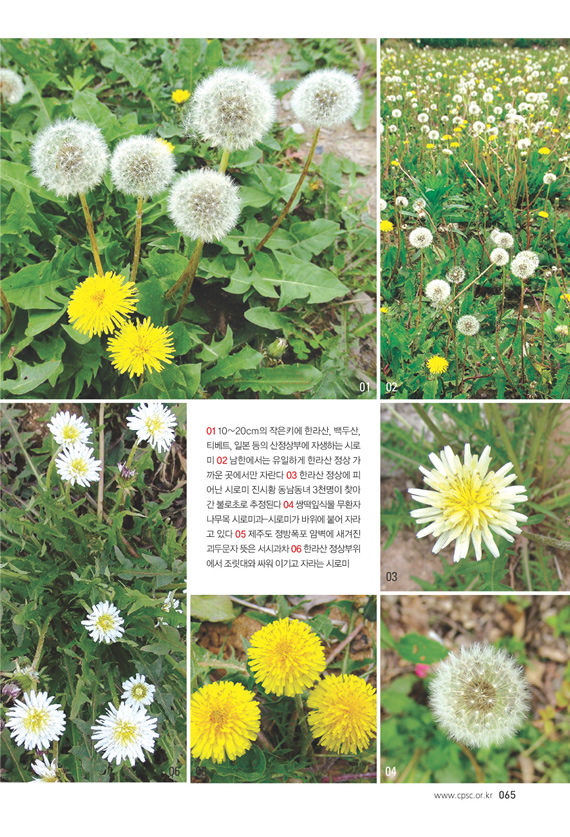 01
02
01 10～20cm의 작은키에 한라산, 백두산,
티베트, 일본 등의 산정상부에 자생하는 시로
미 02 남한에서는 유일하게 한라산 정상 가
까운 곳에서만 자란다 03 한라산 정상에 피
어난 시로미 진시황 동남동녀 3천명이 찾아
간 불로초로 추정된다 04 쌍떡잎식물 무환자
나무목 시로미과-시로미가 바위에 붙어 자라
고 있다 05 제주도 정방폭포 암벽에 새겨진
과두문자 뜻은 서시과차 06 한라산 정상부위
에서 조릿대와 싸워 이기고 자라는 시로미
03
06
05
04
www.cpsc.or.kr 065